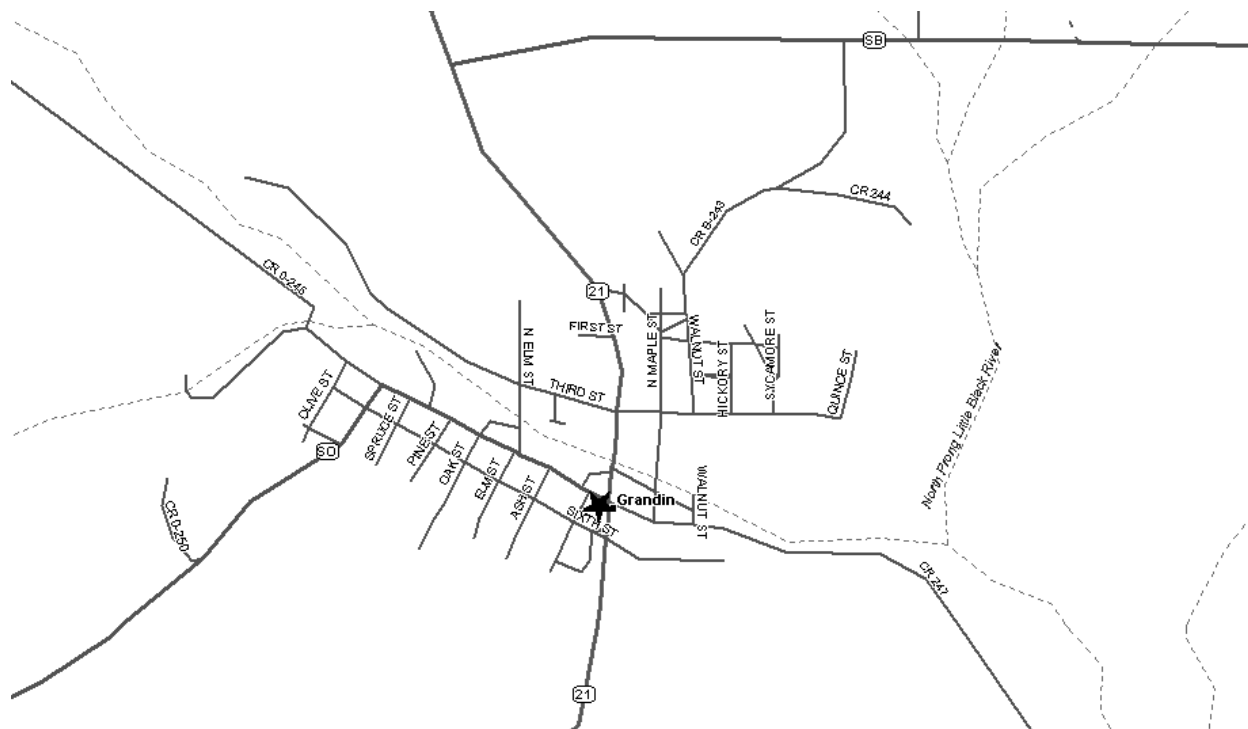 SB
CR 244
CR B-243
CR 0-245
21
FIRST ST
N ELM ST
N MAPLE ST
WALNUT ST
HICKORY ST
SYCAMORE ST
QUINCE ST
THIRD ST
North Prong Little Black River
OLIVE ST
SPRUCE ST
PINE ST
OAK ST
ELM ST
ASH ST
SO
Grandin
WALNUT ST
SIXTH ST
CR 0-250
CR 247
21